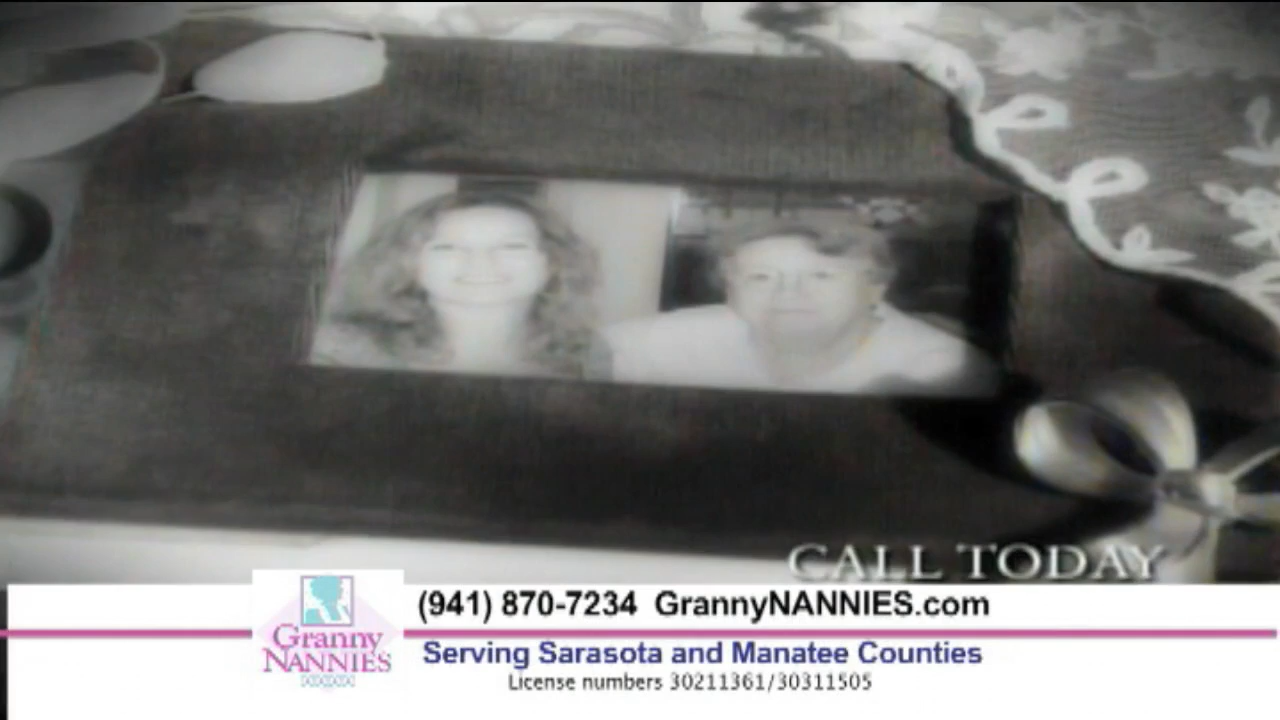 CALL TODAY
(941) 870-7234 GrannyNANNIES.com
Granny
NANNIES
Serving Sarasota and Manatee Counties
License numbers 30211361/30311505